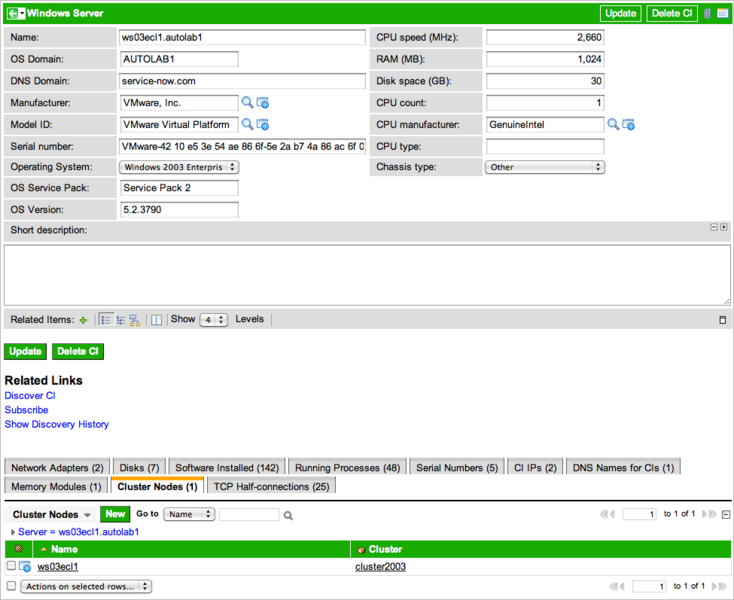 Windows Server Update Delete CI
Name: ws03ecl1.autolab1 CPU speed (MHz): 2,660
OS Domain: AUTOLAB1 RAM (MB): 1,024
DNS Domain: service-now.com Disk space (GB): 30
Manufacturer: VMware, Inc. CPU count: 1
Model ID: VMware Virtual Platform CPU manufacturer: GenuineIntel
Serial number: VMware-42 10 e5 3e 54 ae 86 6f-5e 2a b7 4a 86 ac 6f 0 CPU type:
Operating System: Windows 2003 Enterpris Chassis type: Other
OS Service Pack: Service Pack 2
OS Version: 5.2.3790
Short description:
Related Items: Show 4 Levels
Update Delete CI
Related Links
Discover CI
Subscribe
Show Discovery History
Network Adapters (2) Disks (7) Software Installed (142) Running Processes (48) Serial Numbers (5) CI IPs (2) DNS Names for CIs (1)
Memory Modules (1) Cluster Nodes (1) TCP Half-connections (25)
Cluster Nodes New Go to Name 1 to 1 of 1
Server = ws03ecl1.autolab1
Name Cluster
ws03ecl1 cluster2003
Actions on selected rows... 1 to 1 of 1